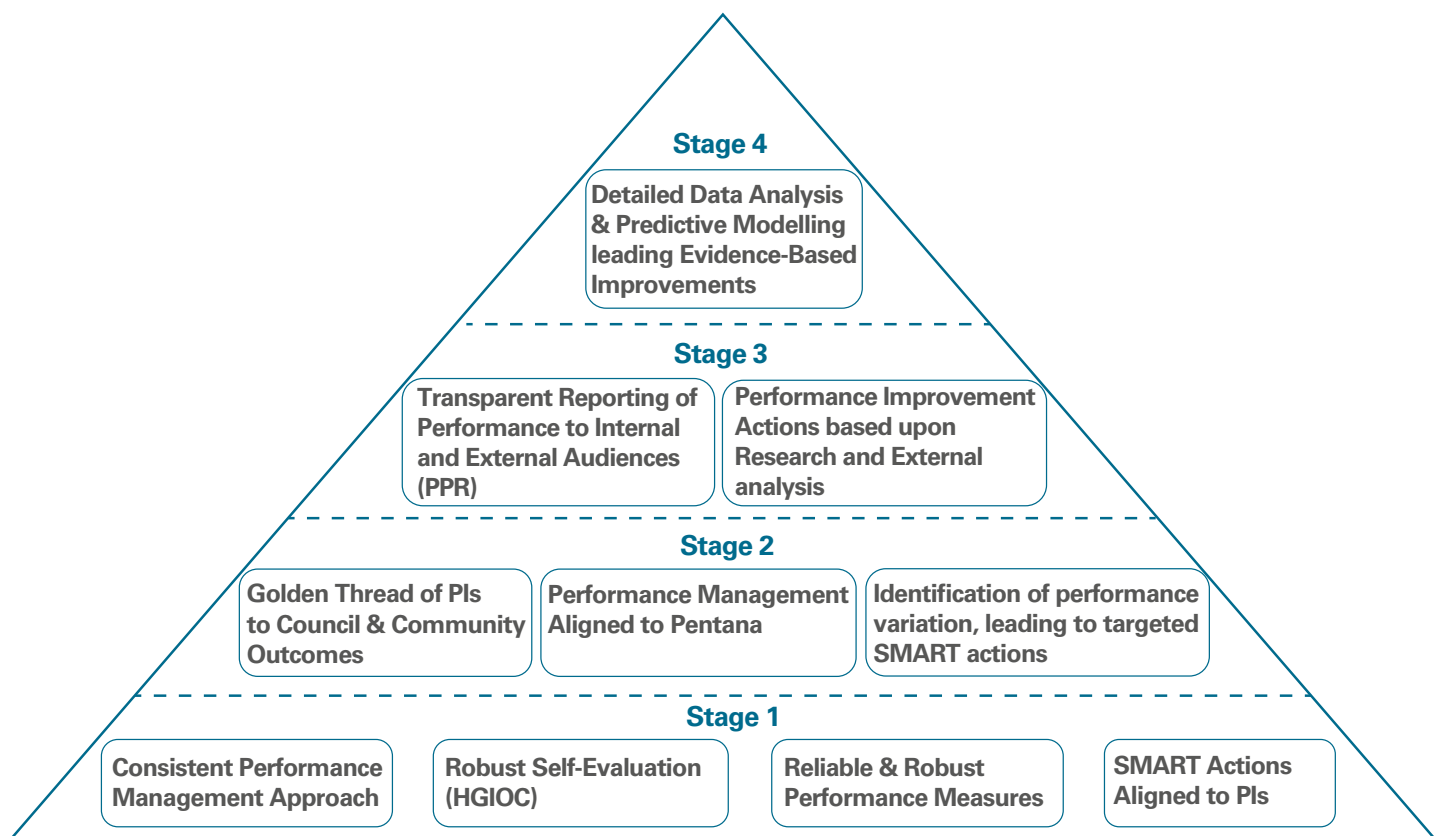 Stage 4
Detailed Data Analysis
& Predictive Modelling
leading Evidence-Based
Improvements
Stage 3
Transparent Reporting of
Performance to Internal
and External Audiences
(PPR)
Performance Improvement
Actions based upon
Research and External
analysis
Stage 2
Golden Thread of PIs
to Council & Community
Outcomes
Performance Management
Aligned to Pentana
Identification of performance
variation, leading to targeted
SMART actions
Stage 1
Consistent Performance
Management Approach
Robust Self-Evaluation
(HGIOC)
Reliable & Robust
Performance Measures
SMART Actions
Aligned to PIs